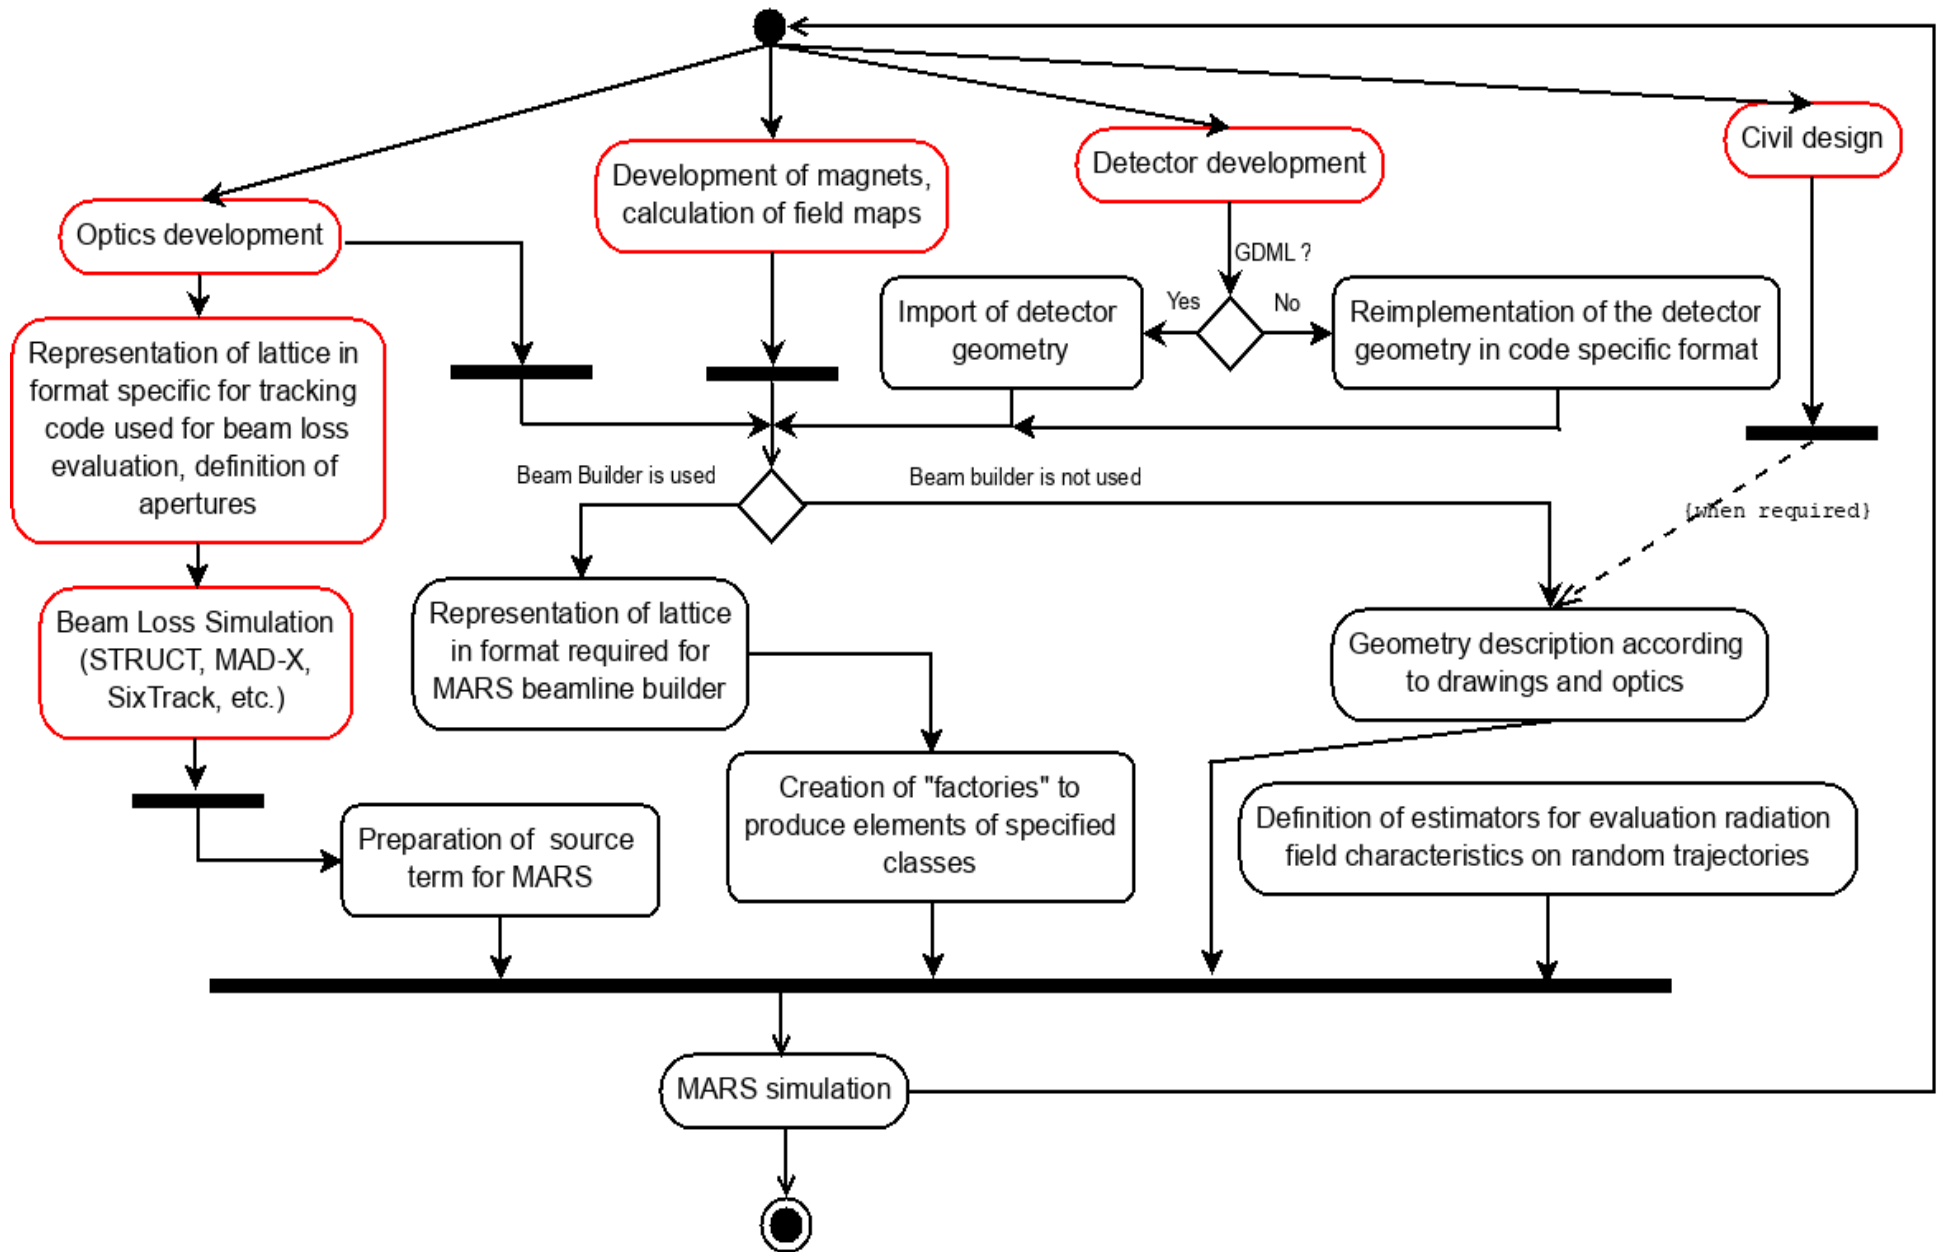 Civil design
Detector development
Development of magnets,
calculation of field maps
Optics development
GDML ?
Yes
No
Import of detector
geometry
Reimplementation of the detector
geometry in code specific format
Representation of lattice in
format specific for tracking
code used for beam loss
evaluation, definition of
apertures
Beam Builder is used
Beam builder is not used
{when required}
Beam Loss Simulation
(STRUCT, MAD-X,
SixTrack, etc.)
Representation of lattice
in format required for
MARS beamline builder
Geometry description according
to drawings and optics
Creation of "factories" to
produce elements of specified
classes
Preparation of source
term for MARS
Definition of estimators for evaluation radiation
field characteristics on random trajectories
MARS simulation